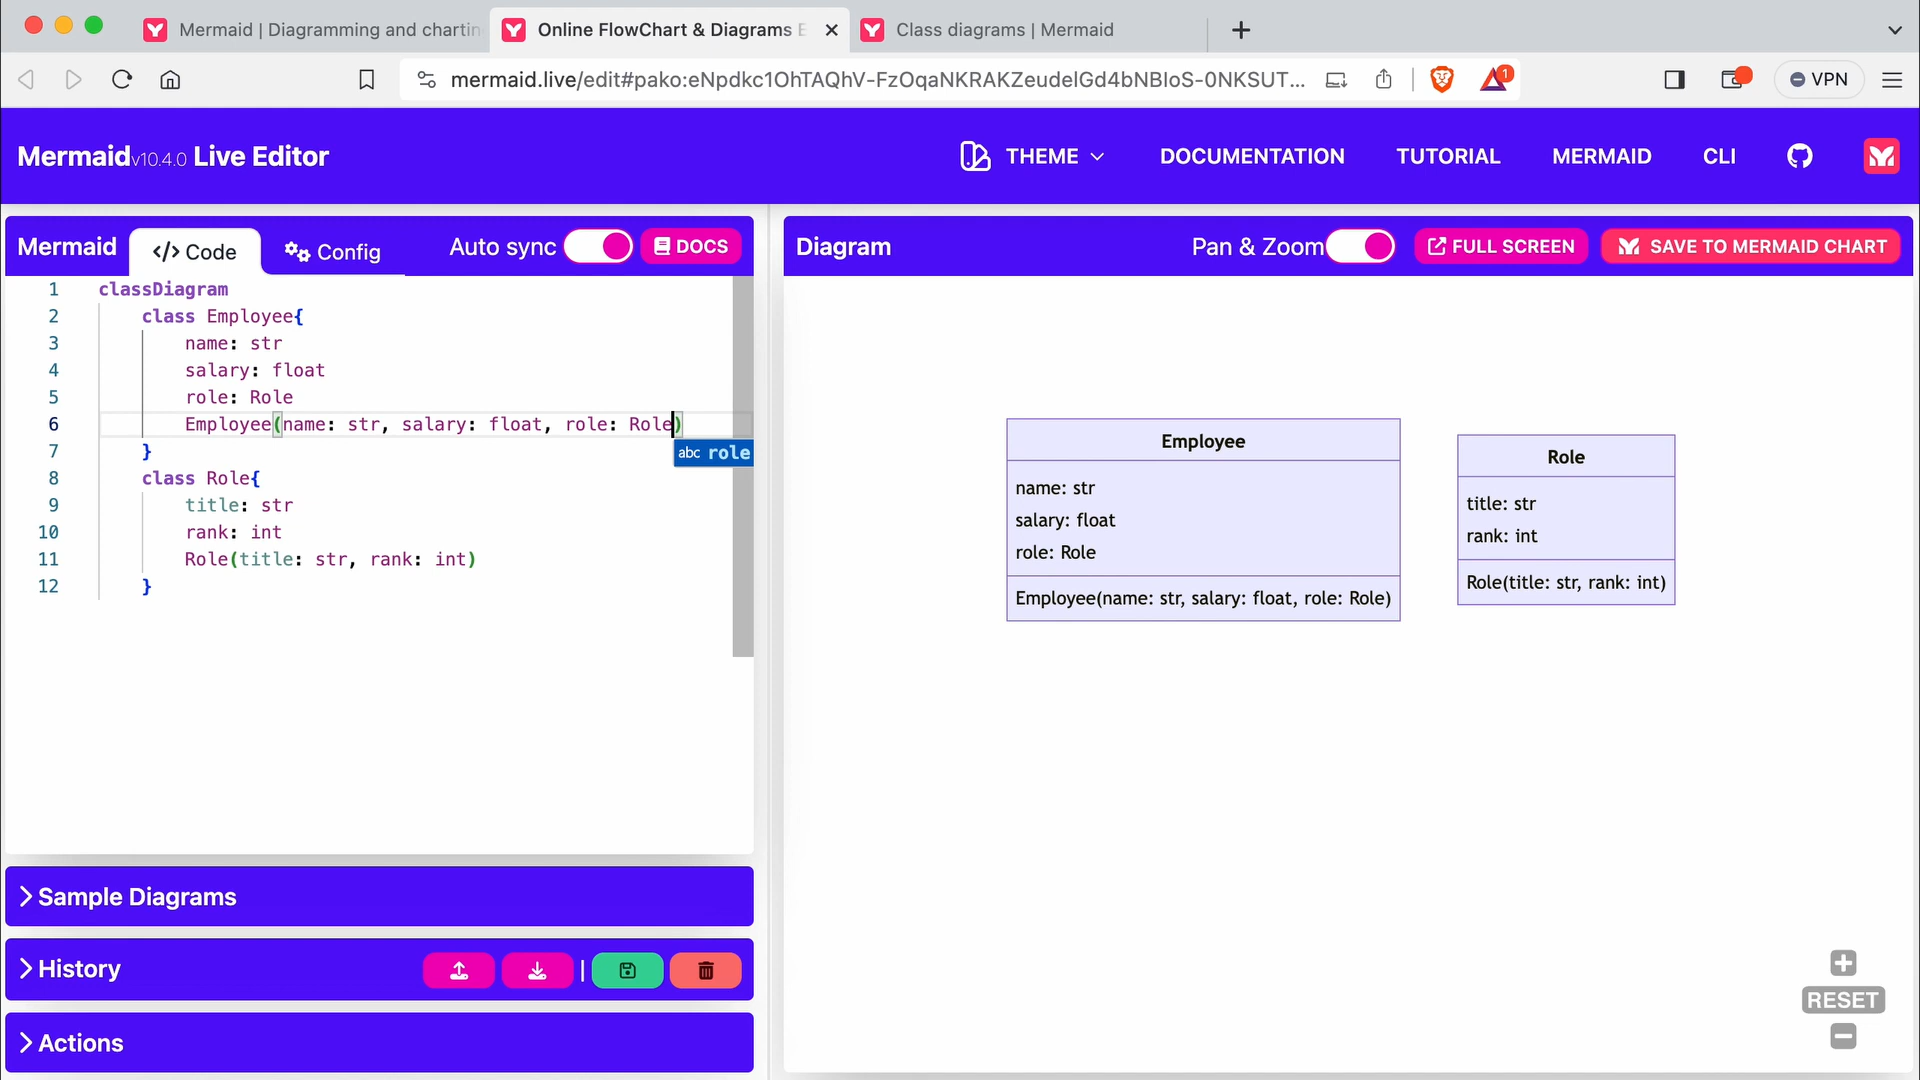 Mermaid | Diagramming and chartin
Online FlowChart & Diagrams E
Class diagrams | Mermaid
mermaid.live/edit#pako:eNpdkc1OhTAQhV-FzOqaNKRAKZeudelGd4bNBIoS-0NKSUT...
1
VPN
Mermaid v10.4.0 Live Editor
THEME
DOCUMENTATION
TUTORIAL
MERMAID
CLI
Mermaid
</> Code
Config
Auto sync
DOCS
Diagram
Pan & Zoom
FULL SCREEN
SAVE TO MERMAID CHART
1 classDiagram
2 class Employee{
3 name: str
4 salary: float
5 role: Role
6 Employee(name: str, salary: float, role: Role)
7 }
abc role
8 class Role{
9 title: str
10 rank: int
11 Role(title: str, rank: int)
12 }
Employee
name: str
salary: float
role: Role
Employee(name: str, salary: float, role: Role)
Role
title: str
rank: int
Role(title: str, rank: int)
Sample Diagrams
History
Actions
RESET